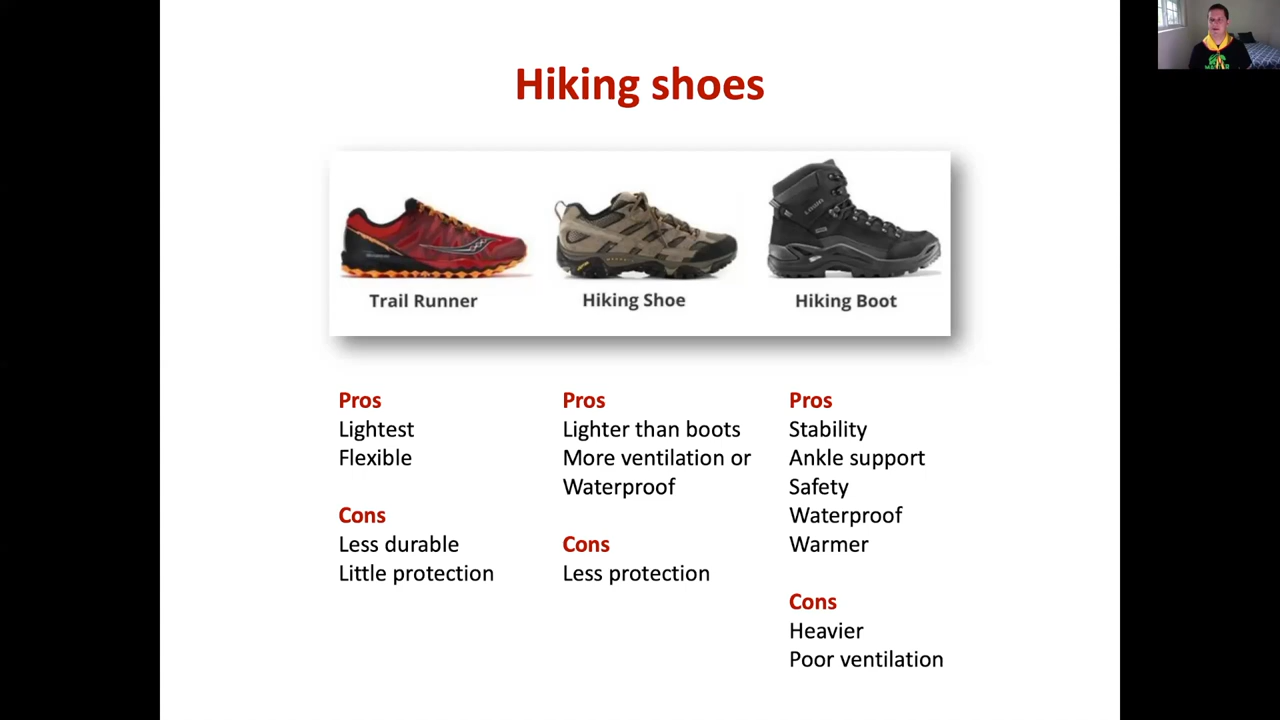 Hiking shoes
Trail Runner
Hiking Shoe
Hiking Boot
Pros
Lightest
Flexible
Cons
Less durable
Little protection
Pros
Lighter than boots
More ventilation or
Waterproof
Cons
Less protection
Pros
Stability
Ankle support
Safety
Waterproof
Warmer
Cons
Heavier
Poor ventilation